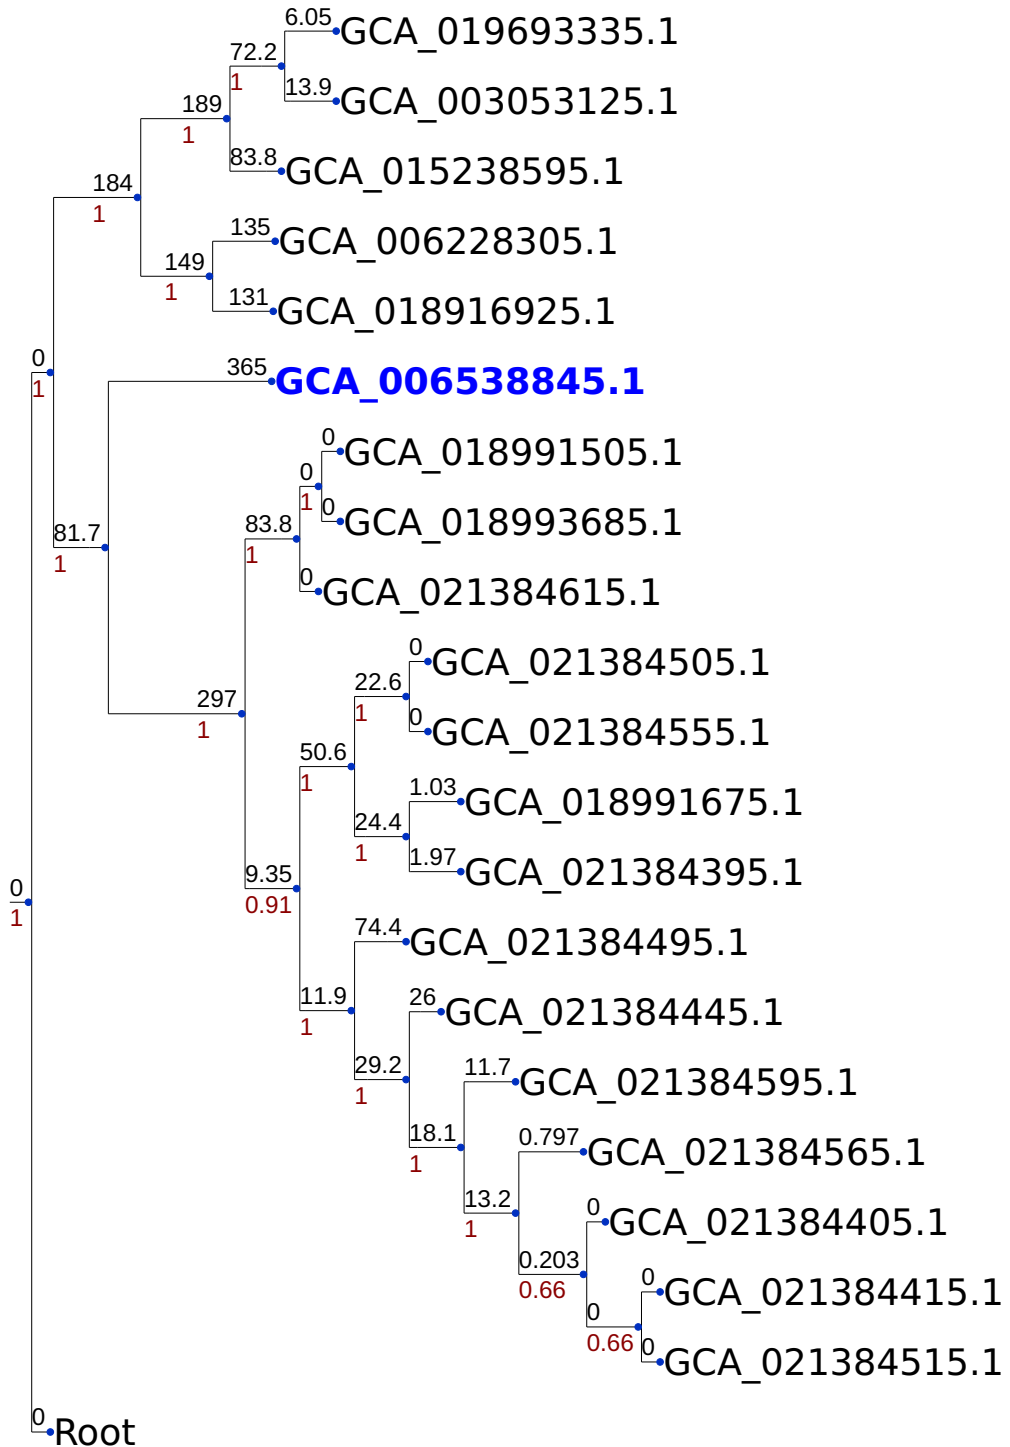 6.05 GCA_019693335.1
72.2
1
13.9 GCA_003053125.1
189
1
83.8 GCA_015238595.1
184
1
135 GCA_006228305.1
149
1
131 GCA_018916925.1
0
1
365 GCA_006538845.1
0 GCA_018991505.1
0
1
0 GCA_018993685.1
83.8
1
81.7
1
0 GCA_021384615.1
0 GCA_021384505.1
22.6
1
297
1
0 GCA_021384555.1
50.6
1
1.03 GCA_018991675.1
24.4
1
1.97 GCA_021384395.1
9.35
0.91
0
1
74.4 GCA_021384495.1
11.9
1
26 GCA_021384445.1
29.2
1
11.7 GCA_021384595.1
18.1
1
0.797 GCA_021384565.1
13.2
1
0 GCA_021384405.1
0.203
0.66
0 GCA_021384415.1
0
0.66
0 GCA_021384515.1
0 Root